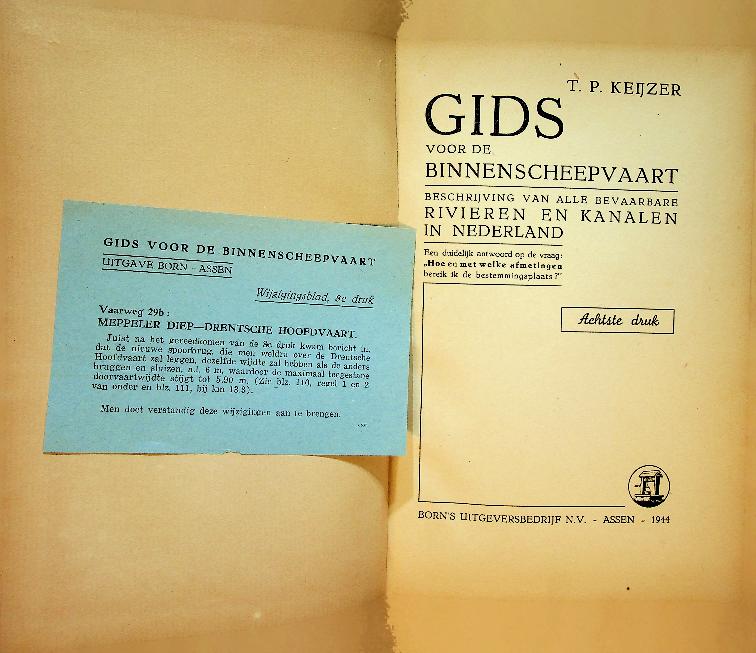 GIDS VOOR DE BINNENSCHEEPVAART
UITGAVE BORN - ASSEN
Wijzigingsblad, 8e druk
Vaarweg 29b :
MEPPELER DIEP—DRENTSCHE HOOFDVAART.
Juist na het gereedkomen van de 8e druk kwam bericht in,
dat de nieuwe spoorbrug, die men weldra over de Drentsche
Hoofdvaart zal leggen, dezelfde wijdte zal hebben als de andere
bruggen en sluizen, n.l. 6 m, waardoor de maximaal toegestane
doorvaartwijdte stijgt tot 5.90 m. (Zie blz. 110, regel 1 en 2
van onder en blz. 111, bij km 13.8).
Men doet verstandig deze wijzigingen aan te brengen.
T. P. KEIJZER
GIDS
VOOR DE
BINNENSCHEEPVAART
BESCHRIJVING VAN ALLE BEVAARBARE
RIVIEREN EN KANALEN
IN NEDERLAND
Een duidelijk antwoord op de vraag:
„Hoe en met welke afmetingen
bereik ik de bestemmingsplaats?"
Achtste druk
BORN'S UITGEVERSBEDRIJF N.V. - ASSEN - 1944